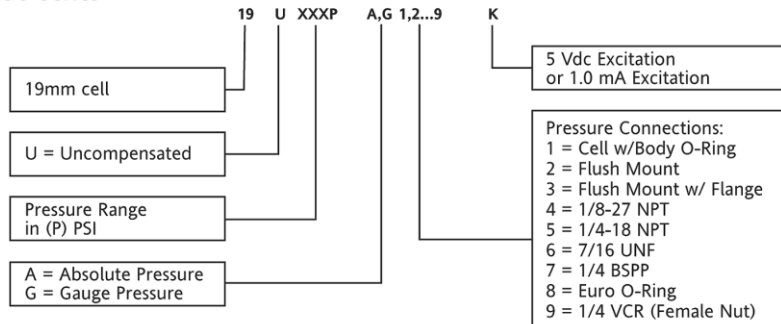 19 U XXXP A,G 1,2...9 K
19mm cell
U = Uncompensated
Pressure Range
in (P) PSI
A = Absolute Pressure
G = Gauge Pressure
5 Vdc Excitation
or 1.0 mA Excitation
Pressure Connections:
1 = Cell w/Body O-Ring
2 = Flush Mount
3 = Flush Mount w/ Flange
4 = 1/8-27 NPT
5 = 1/4-18 NPT
6 = 7/16 UNF
7 = 1/4 BSPP
8 = Euro O-Ring
9 = 1/4 VCR (Female Nut)